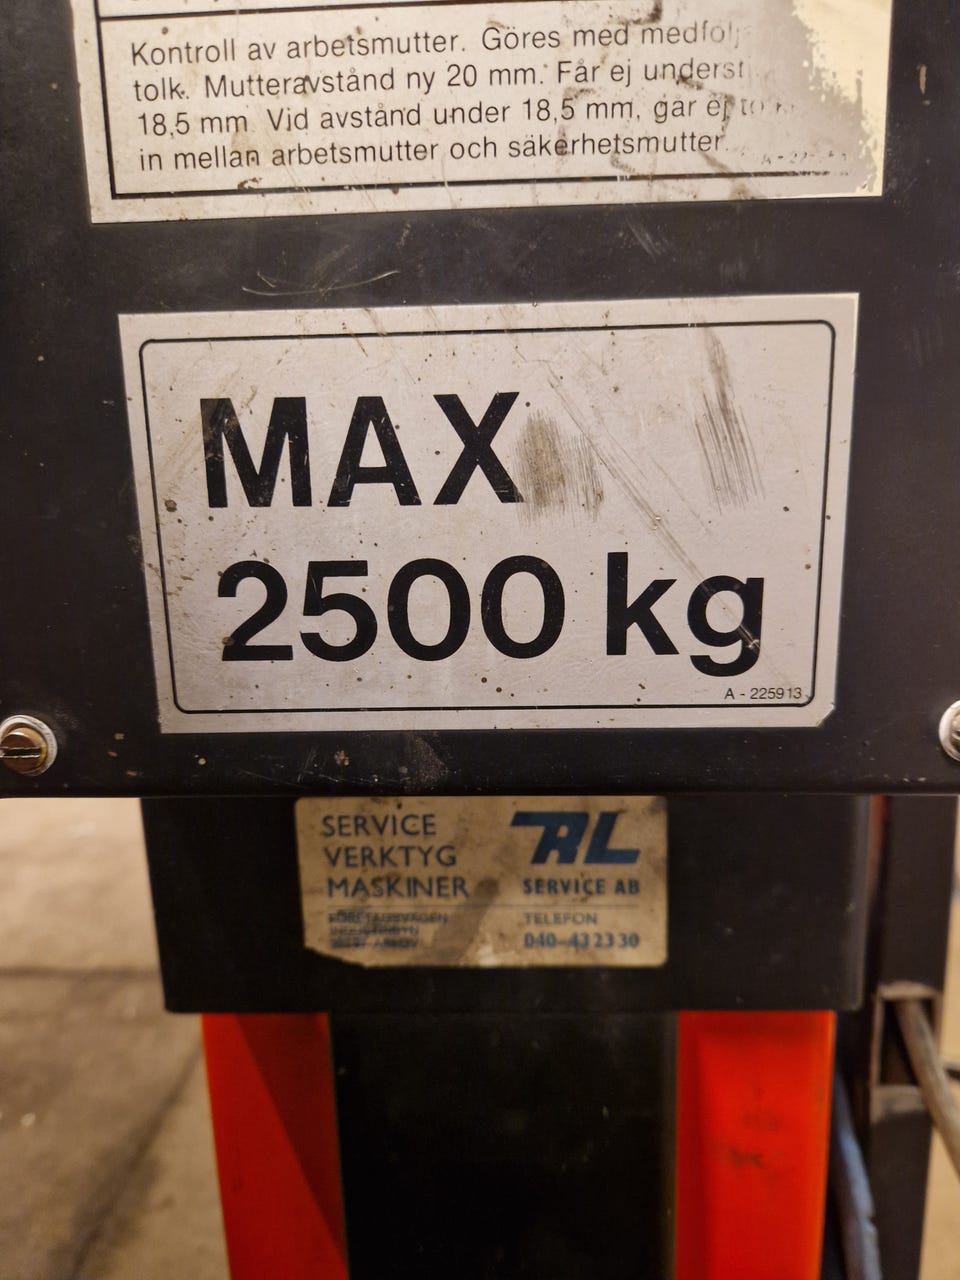 Kontroll av arbetsmutter. Göres med
tolk. Mutteravstånd ny 20 mm. Får ej
18,5 mm Vid avstånd under 18,5 mm, går ej
in mellan arbetsmutter och säkerhetsmutter.
MAX
2500 kg
A - 225913
SERVICE
VERKTYG
MASKINER
RL
SERVICE AB
FÖRETAGSVÄGEN
TELEFON
040-43 23 30